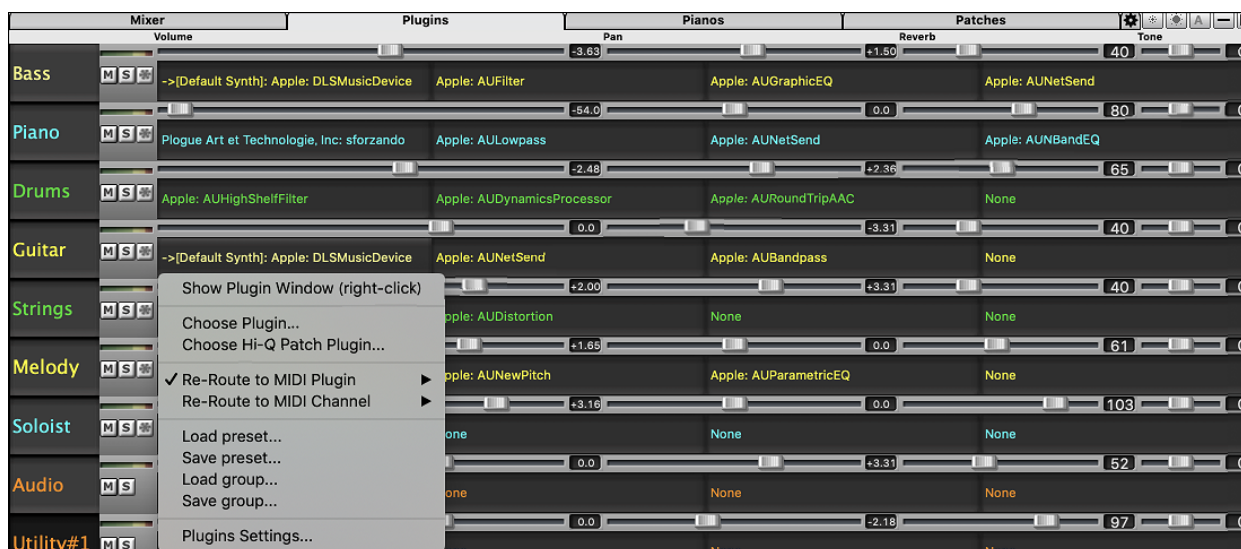 Mixer Plugins Pianos Patches A
Volume Pan Reverb Tone
-3.63 +1.50 40
Bass M S ->[Default Synth]: Apple: DLSMusicDevice Apple: AUFilter Apple: AUGraphicEQ Apple: AUNetSend
-54.0 0.0 80
Piano M S Plogue Art et Technologie, Inc: sforzando Apple: AULowpass Apple: AUNetSend Apple: AUNBandEQ
-2.48 +2.36 65
Drums M S Apple: AUHighShelfFilter Apple: AUDynamicsProcessor Apple: AURoundTripAAC None
0.0 -3.31 40
Guitar M S ->[Default Synth]: Apple: DLSMusicDevice Apple: AUNetSend Apple: AUBandpass None
+2.00 +3.31 40
Strings M S pple: AUDistortion None None
+1.65 0.0 61
Melody M S pple: AUNewPitch Apple: AUParametricEQ None
+3.16 0.0 103
Soloist M S one None None
0.0 +3.31 52
Audio M S one None None
0.0 -2.18 97
Utility#1 M S
Show Plugin Window (right-click)
Choose Plugin...
Choose Hi-Q Patch Plugin...
✓ Re-Route to MIDI Plugin ▶
Re-Route to MIDI Channel ▶
Load preset...
Save preset...
Load group...
Save group...
Plugins Settings...